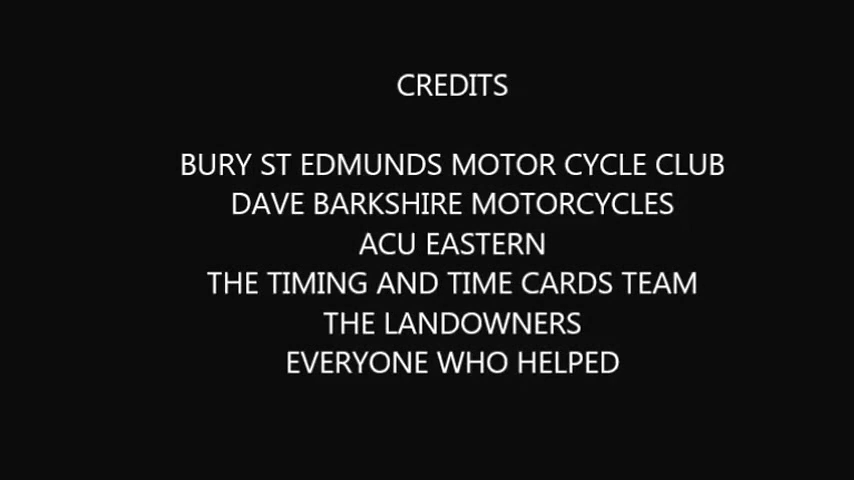 CREDITS
BURY ST EDMUNDS MOTOR CYCLE CLUB
DAVE BARKSHIRE MOTORCYCLES
ACU EASTERN
THE TIMING AND TIME CARDS TEAM
THE LANDOWNERS
EVERYONE WHO HELPED